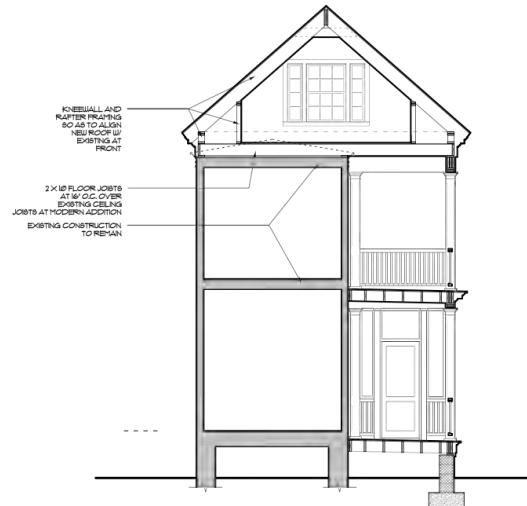 KNEEWALL AND
RAFTER FRAMING
SO AS TO ALIGN
NEW ROOF W/
EXISTING AT
FRONT
2 X 10 FLOOR JOISTS
AT 16' O.C. OVER
EXISTING CEILING
JOISTS AT MODERN ADDITION
EXISTING CONSTRUCTION
TO REMAIN